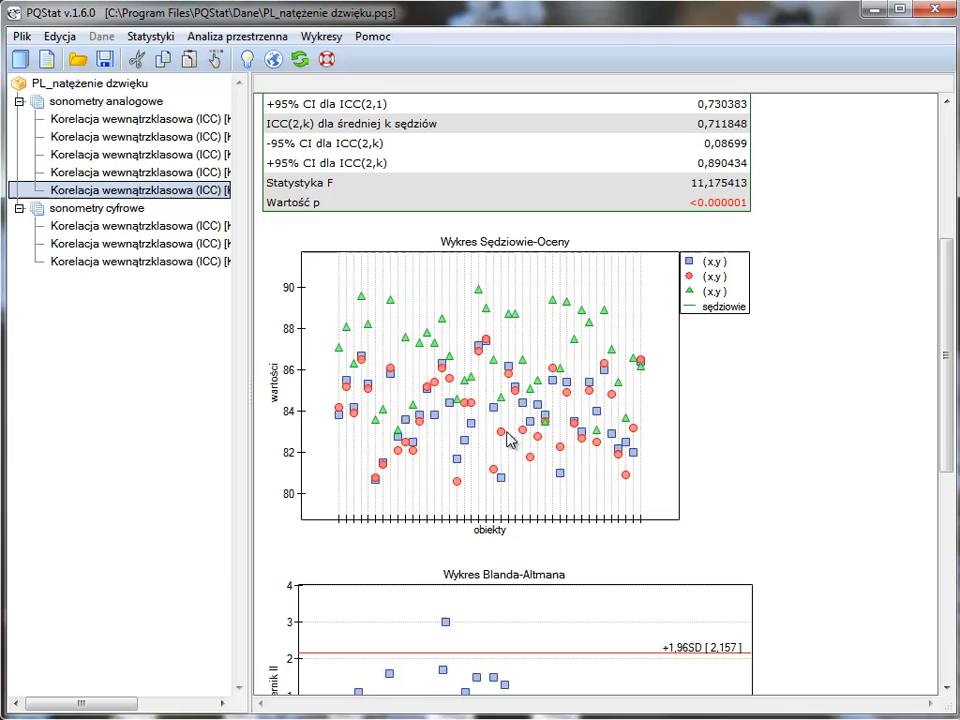 PQStat v.1.6.0 [C:\Program Files\PQStat\Dane\PL_natężenie dzwięku.pqs]
Plik Edycja Dane Statystyki Analiza przestrzenna Wykresy Pomoc
PL_natężenie dzwięku
sonometry analogowe
Korelacja wewnątrzklasowa (ICC) [
Korelacja wewnątrzklasowa (ICC) [
Korelacja wewnątrzklasowa (ICC) [
Korelacja wewnątrzklasowa (ICC) [
Korelacja wewnątrzklasowa (ICC) [
sonometry cyfrowe
Korelacja wewnątrzklasowa (ICC) [
Korelacja wewnątrzklasowa (ICC) [
Korelacja wewnątrzklasowa (ICC) [
+95% CI dla ICC(2,1) 0,730383
ICC(2,k) dla średniej k sędziów 0,711848
-95% CI dla ICC(2,k) 0,08699
+95% CI dla ICC(2,k) 0,890434
Statystyka F 11,175413
Wartość p <0.000001
Wykres Sędziowie-Oceny
90
88
86
84
82
80
wartości
obiekty
(x,y)
(x,y)
(x,y)
sędziowie
Wykres Blanda-Altmana
4
3
2
+1,96SD [ 2,157 ]